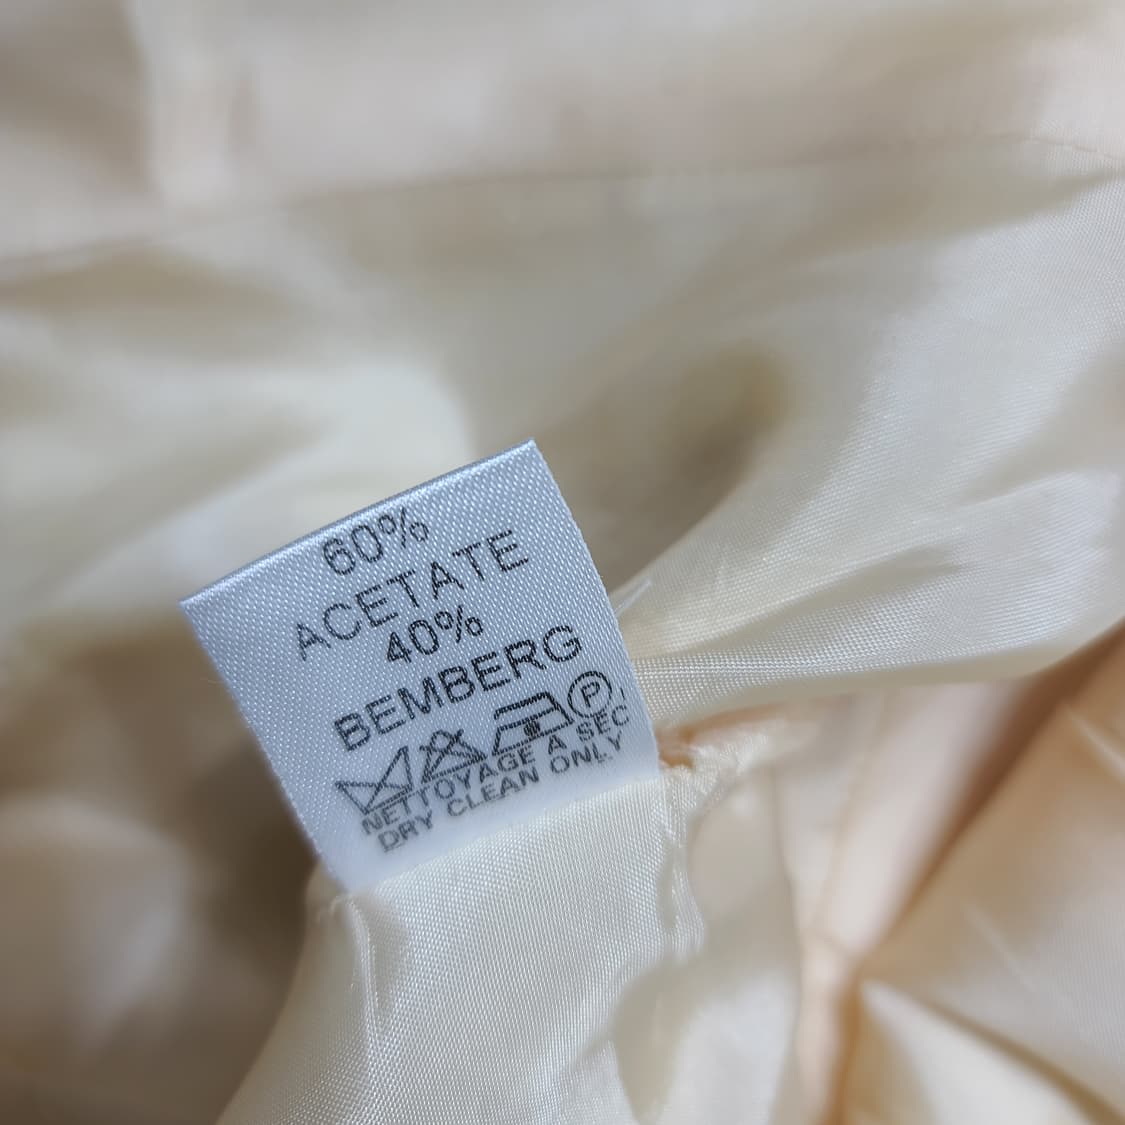 60%
ACETATE
40%
BEMBERG
P
NETTOYAGE A SEC
DRY CLEAN ONLY